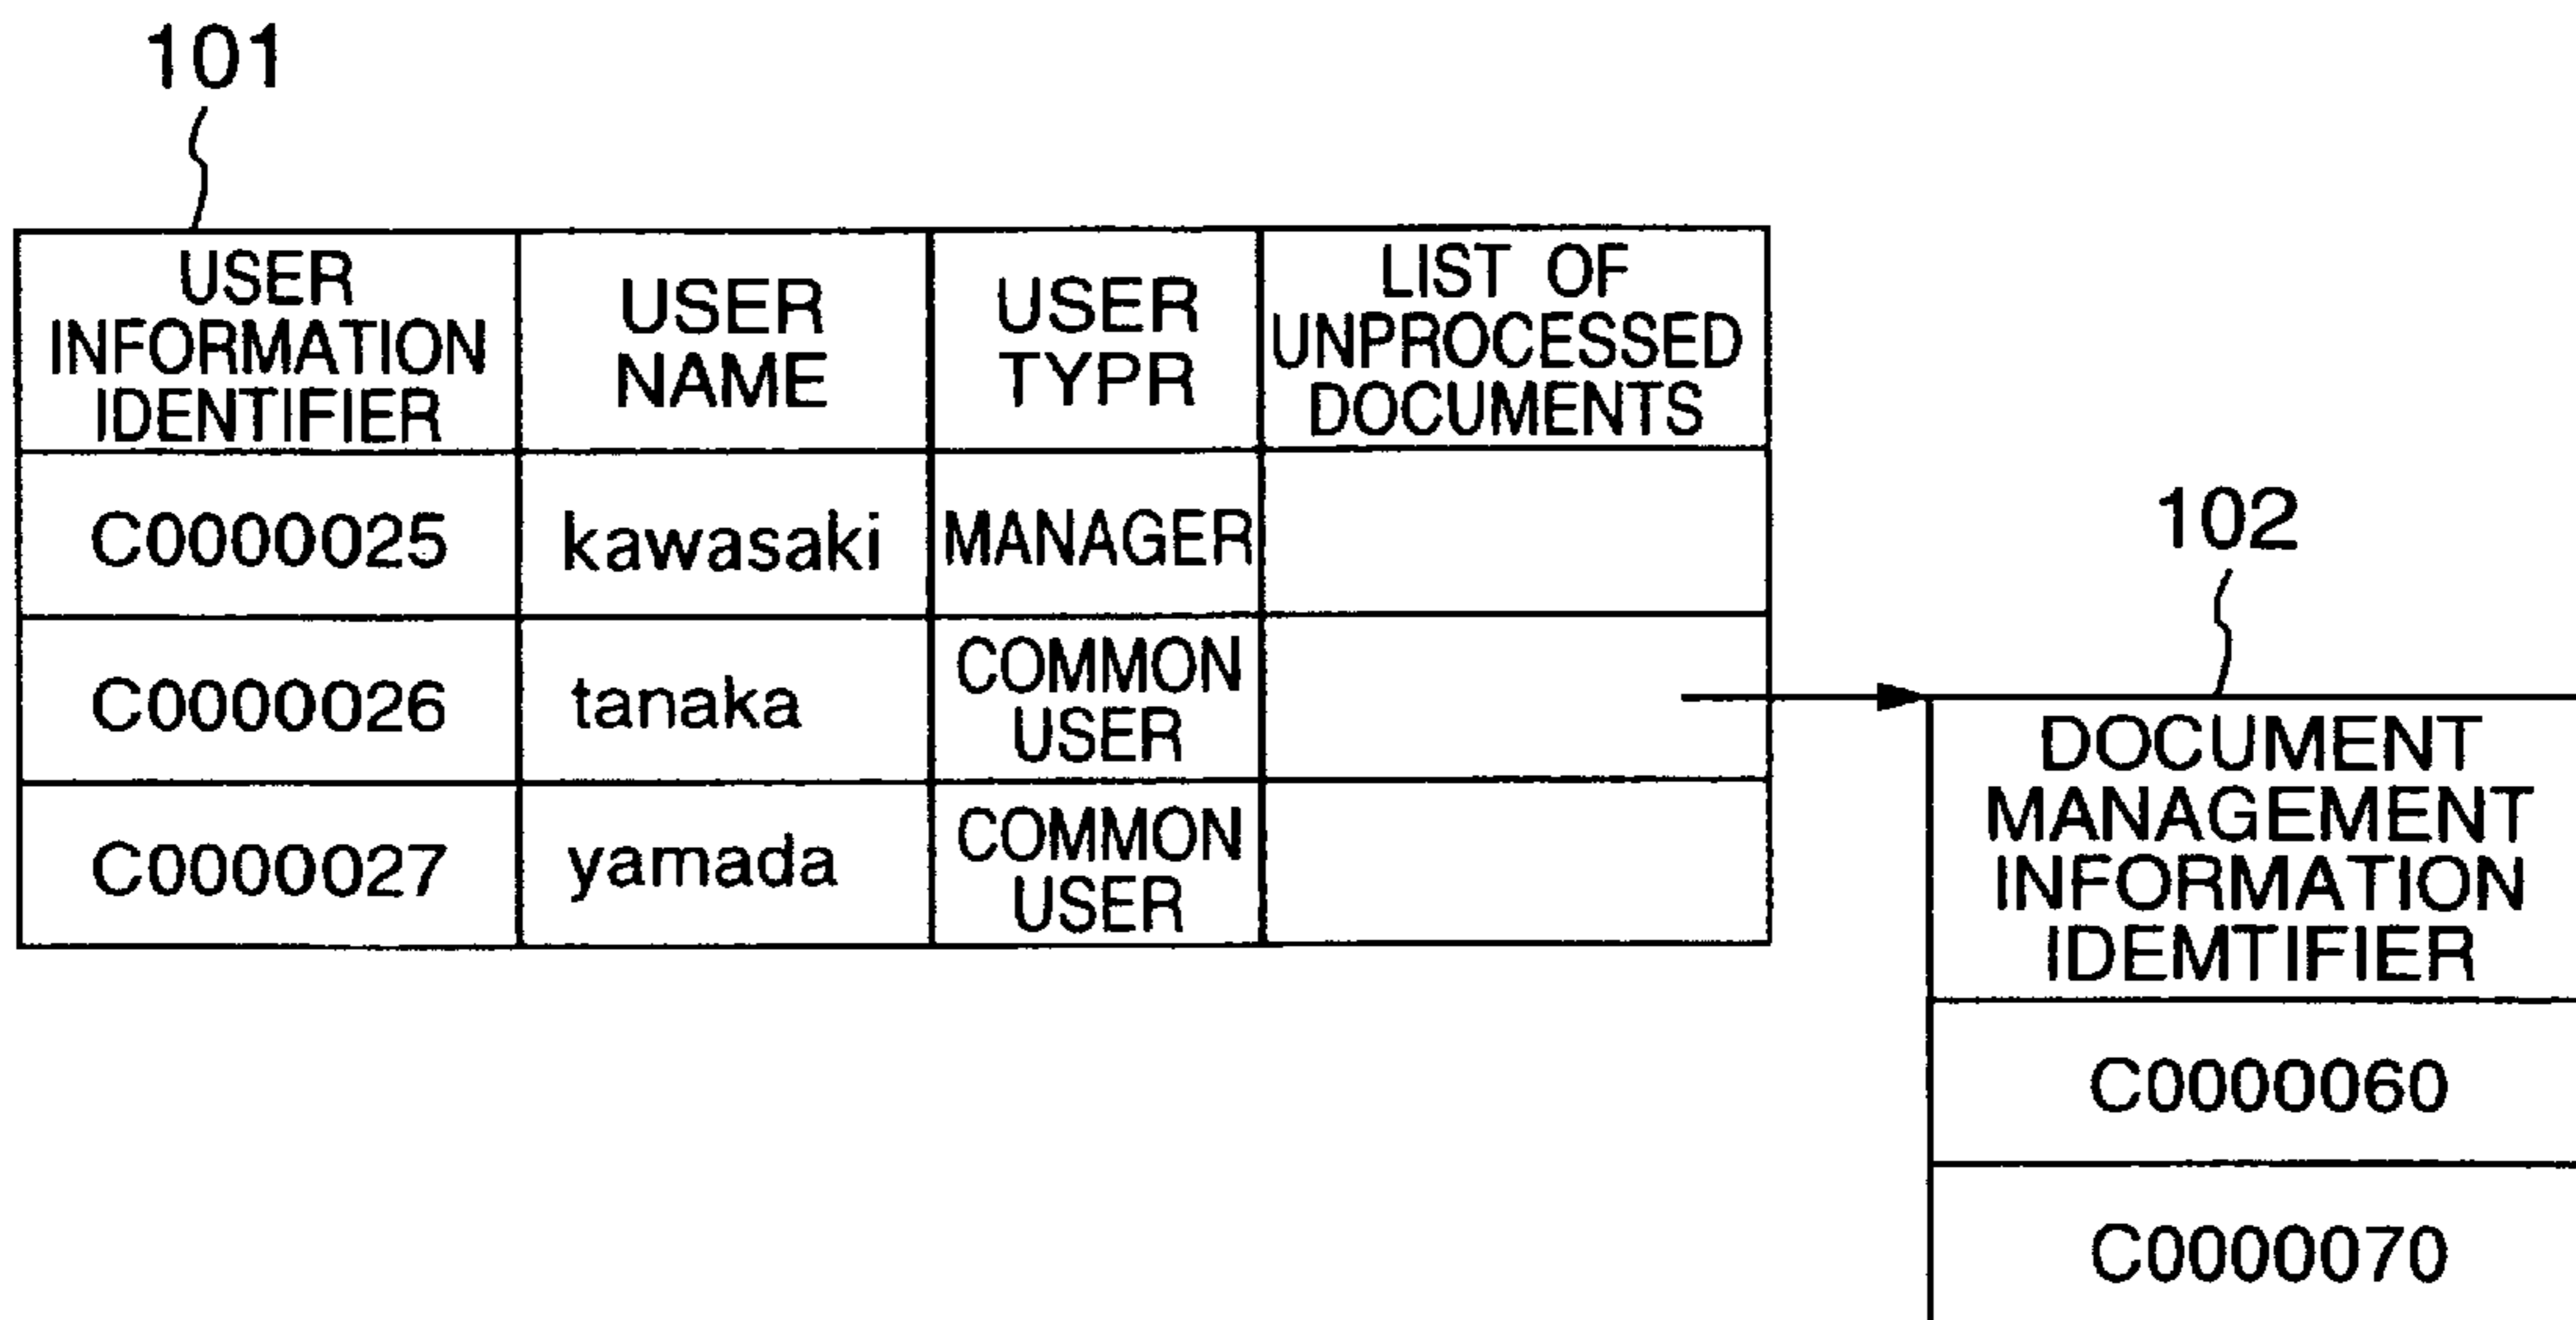 101
USER
INFORMATION
IDENTIFIER
USER
NAME
USER
TYPR
LIST OF
UNPROCESSED
DOCUMENTS
C0000025
kawasaki
MANAGER
C0000026
tanaka
COMMON
USER
C0000027
yamada
COMMON
USER
102
DOCUMENT
MANAGEMENT
INFORMATION
IDEMTIFIER
C0000060
C0000070